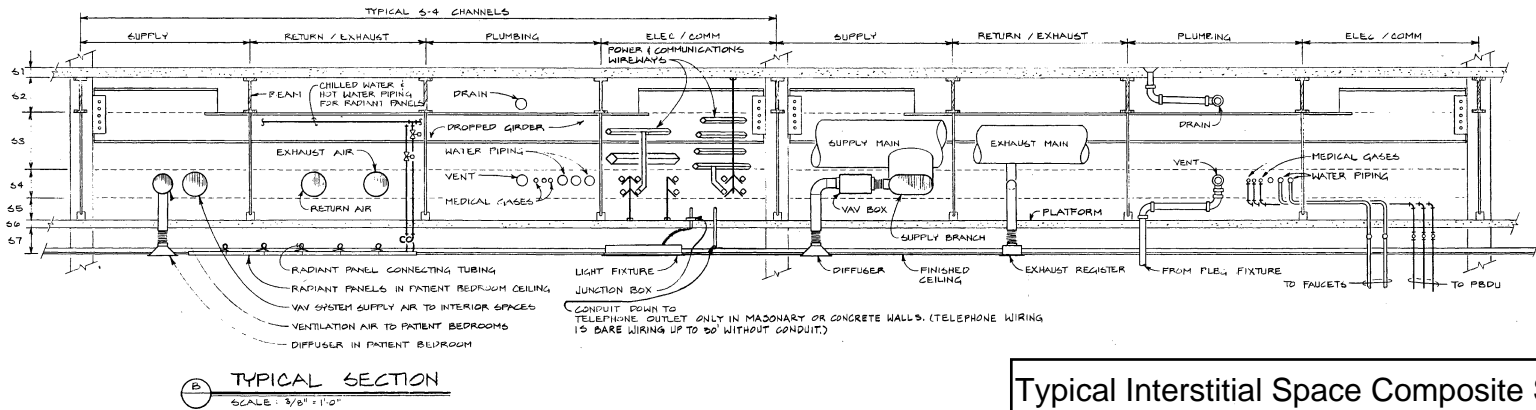 TYPICAL S-4 CHANNELS
SUPPLY
RETURN / EXHAUST
PLUMBING
ELEC / COMM
SUPPLY
RETURN / EXHAUST
PLUMBING
ELEC / COMM
POWER & COMMUNICATIONS
WIREWAYS
S1
S2
S3
S4
S5
S6
S7
BEAM
CHILLED WATER &
HOT WATER PIPING
FOR RADIANT PANELS
DRAIN
DROPPED GIRDER
EXHAUST AIR
WATER PIPING
VENT
RETURN AIR
MEDICAL GASES
SUPPLY MAIN
EXHAUST MAIN
DRAIN
VENT
MEDICAL GASES
WATER PIPING
VAV BOX
PLATFORM
SUPPLY BRANCH
RADIANT PANEL CONNECTING TUBING
RADIANT PANELS IN PATIENT BEDROOM CEILING
VAV SYSTEM SUPPLY AIR TO INTERIOR SPACES
VENTILATION AIR TO PATIENT BEDROOMS
DIFFUSER IN PATIENT BEDROOM
LIGHT FIXTURE
JUNCTION BOX
CONDUIT DOWN TO
TELEPHONE OUTLET ONLY IN MASONARY OR CONCRETE WALLS. (TELEPHONE WIRING
IS BARE WIRING UP TO 50' WITHOUT CONDUIT.)
DIFFUSER
FINISHED
CEILING
EXHAUST REGISTER
FROM PLBG FIXTURE
TO FAUCETS
TO PBDU
B
TYPICAL SECTION
SCALE: 3/8" = 1'-0"
Typical Interstitial Space Composite